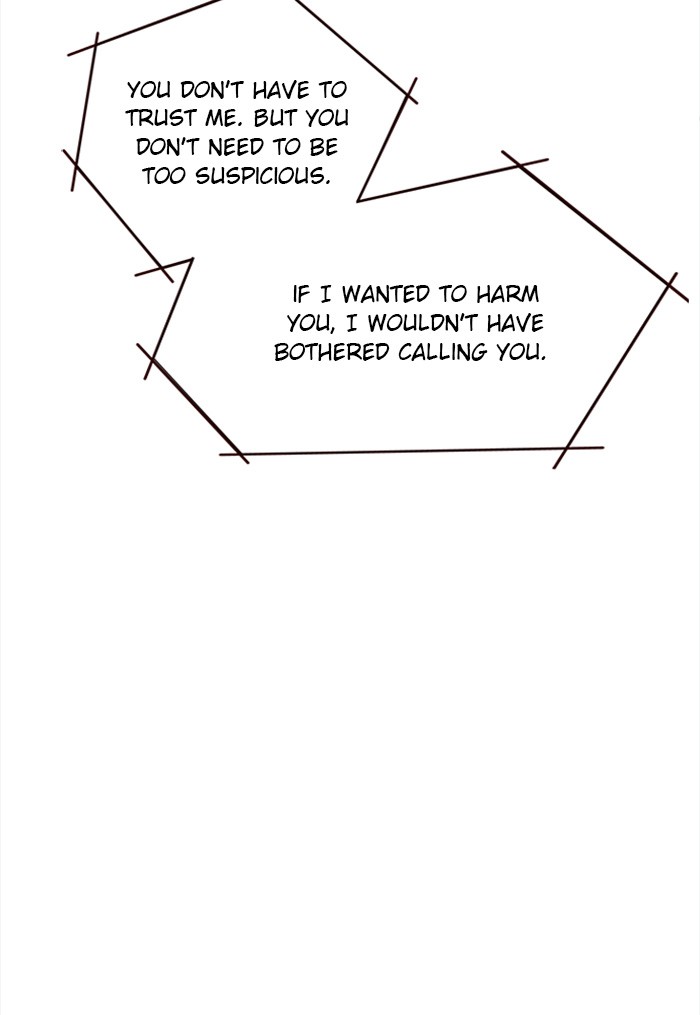 YOU DON'T HAVE TO
TRUST ME. BUT YOU
DON'T NEED TO BE
TOO SUSPICIOUS.
IF I WANTED TO HARM
YOU, I WOULDN'T HAVE
BOTHERED CALLING YOU.